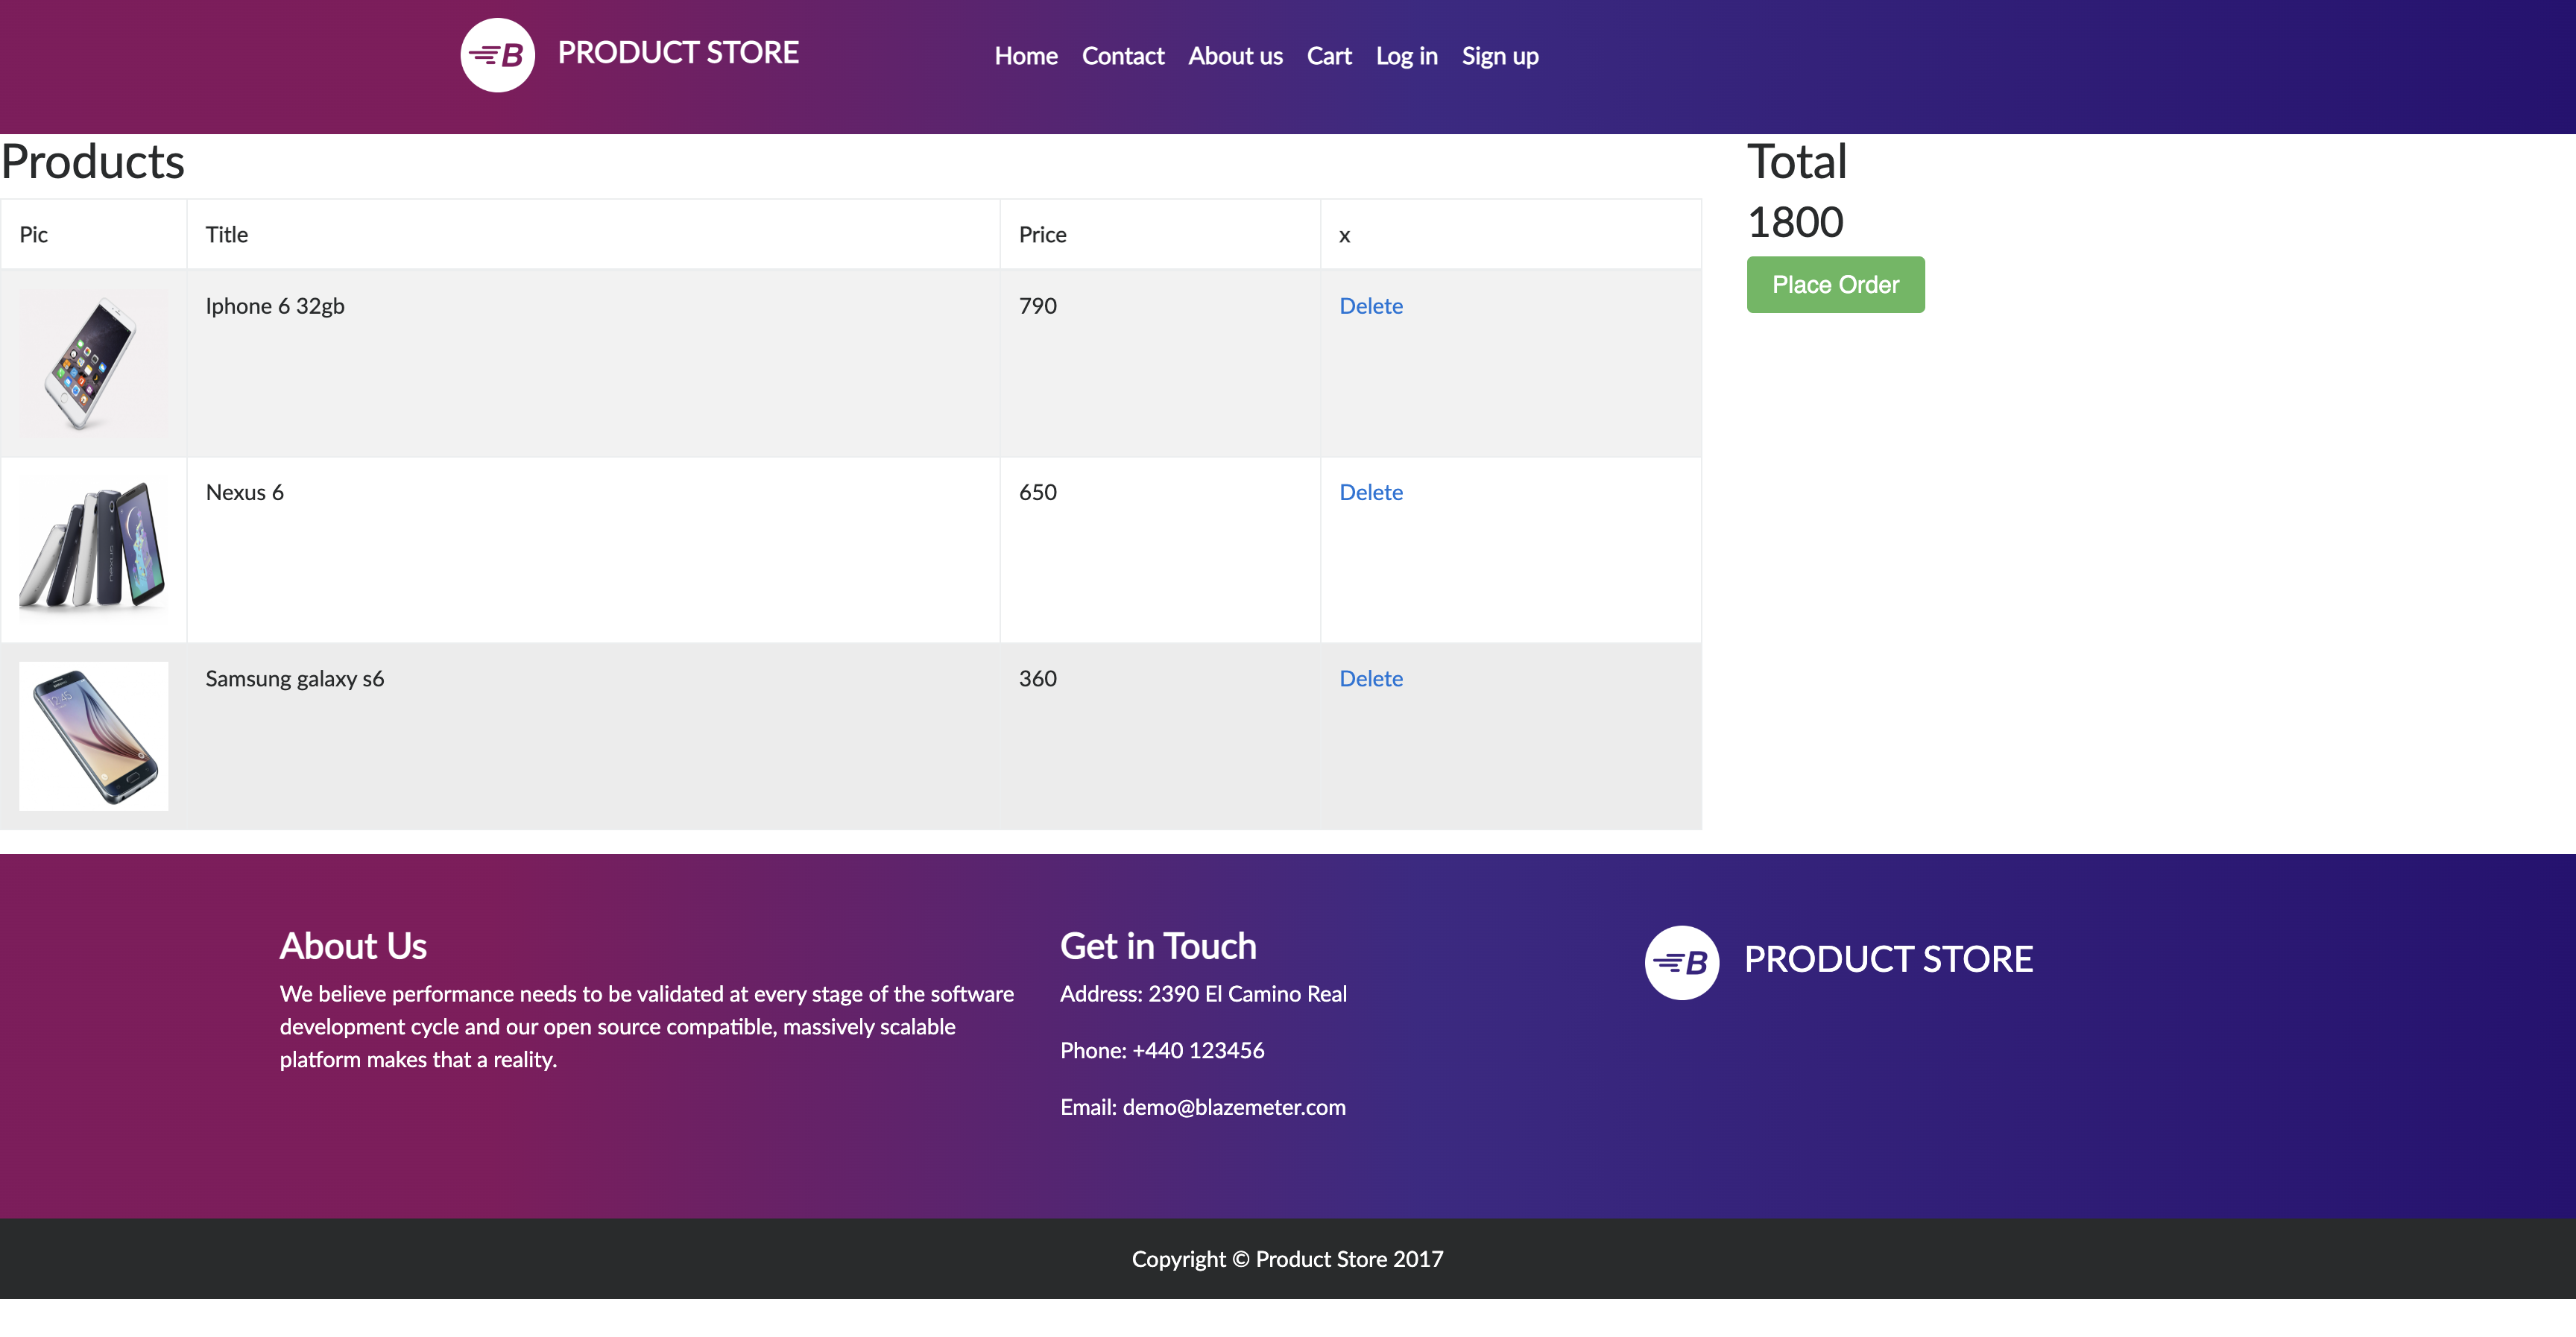 B PRODUCT STORE Home Contact About us Cart Log in Sign up
Products
Total
1800
Place Order
Pic Title Price x
Iphone 6 32gb 790 Delete
Nexus 6 650 Delete
Samsung galaxy s6 360 Delete
12:45
About Us
We believe performance needs to be validated at every stage of the software
development cycle and our open source compatible, massively scalable
platform makes that a reality.
Get in Touch
Address: 2390 El Camino Real
Phone: +440 123456
Email: demo@blazemeter.com
B PRODUCT STORE
Copyright © Product Store 2017